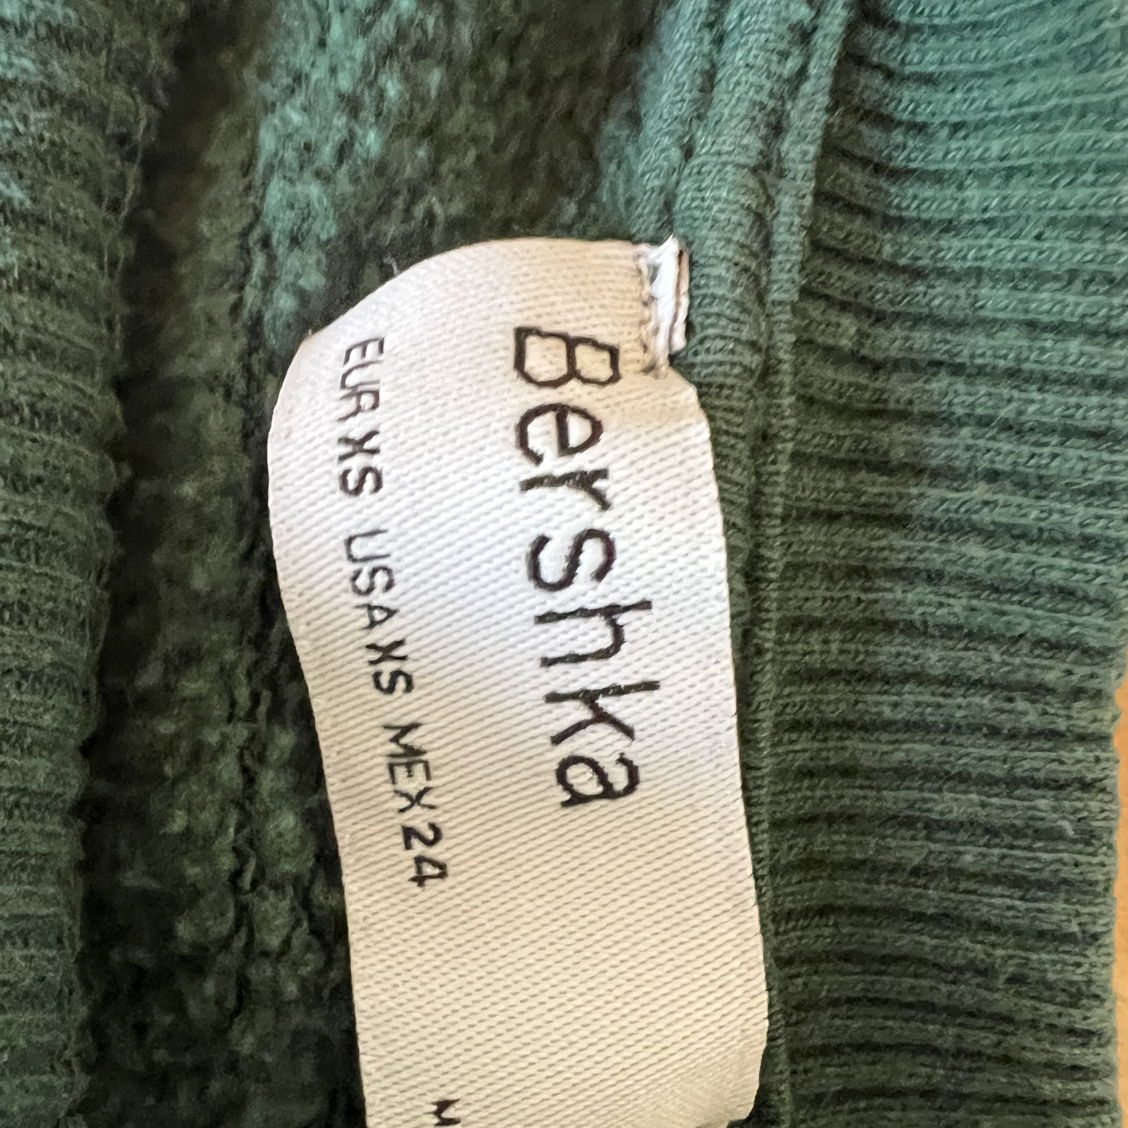 Bershka
EUR XS USA XS MEX 24
M